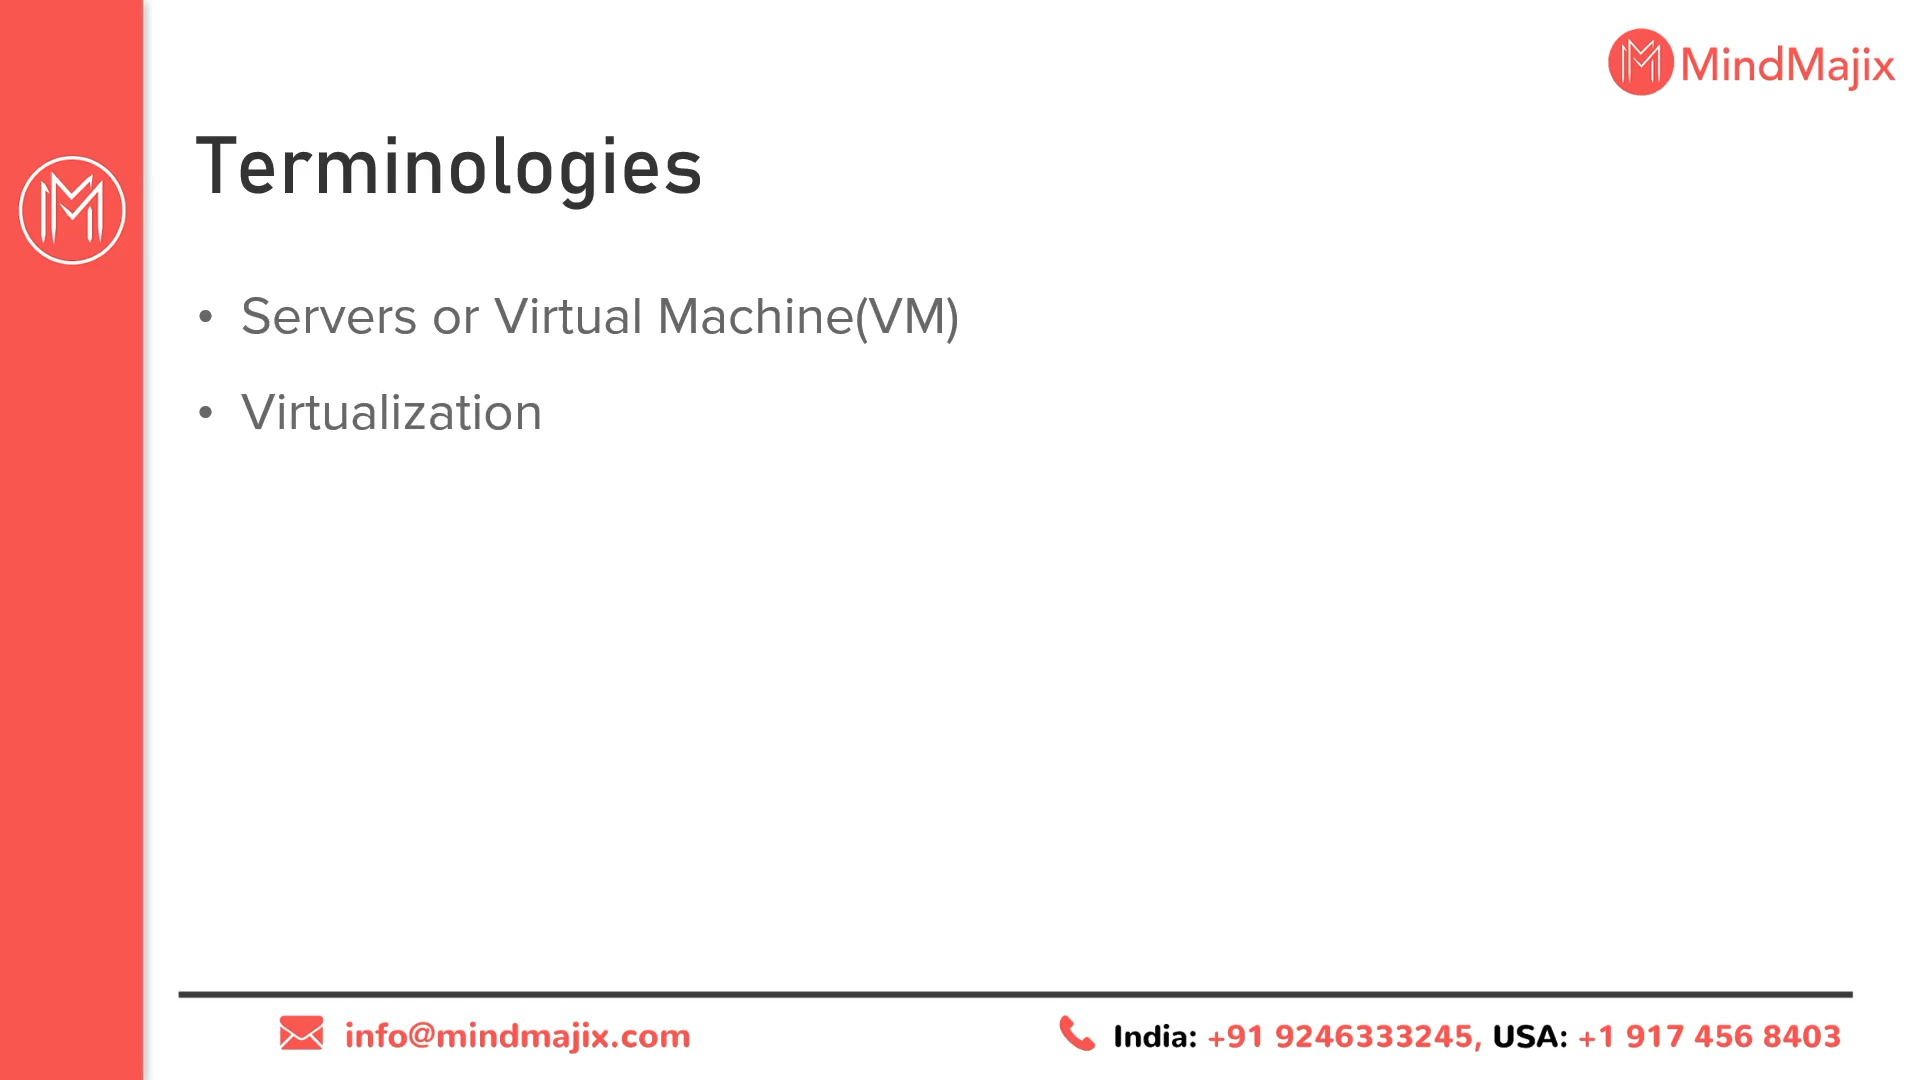 MindMajix
Terminologies
• Servers or Virtual Machine(VM)
• Virtualization
info@mindmajix.com
India: +91 9246333245, USA: +1 917 456 8403